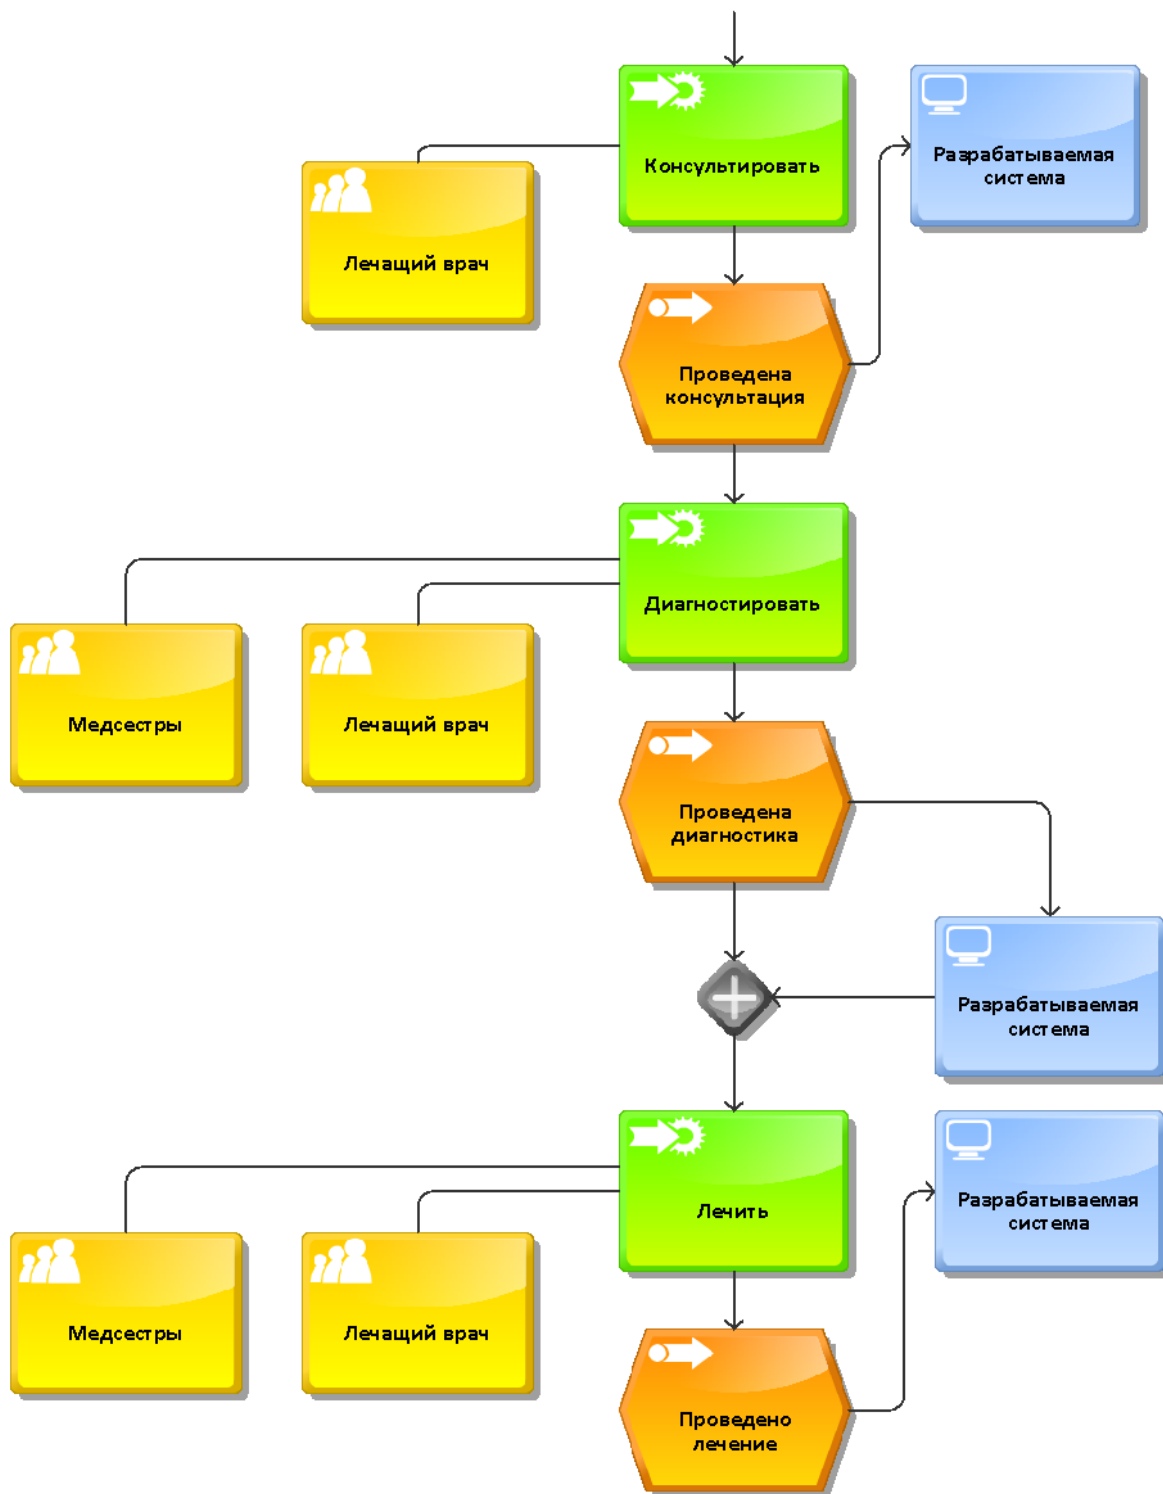 Консультировать
Разрабатываемая
система
Лечащий врач
Проведена
консультация
Диагностировать
Медсестры
Лечащий врач
Проведена
диагностика
Разрабатываемая
система
Лечить
Разрабатываемая
система
Медсестры
Лечащий врач
Проведено
лечение